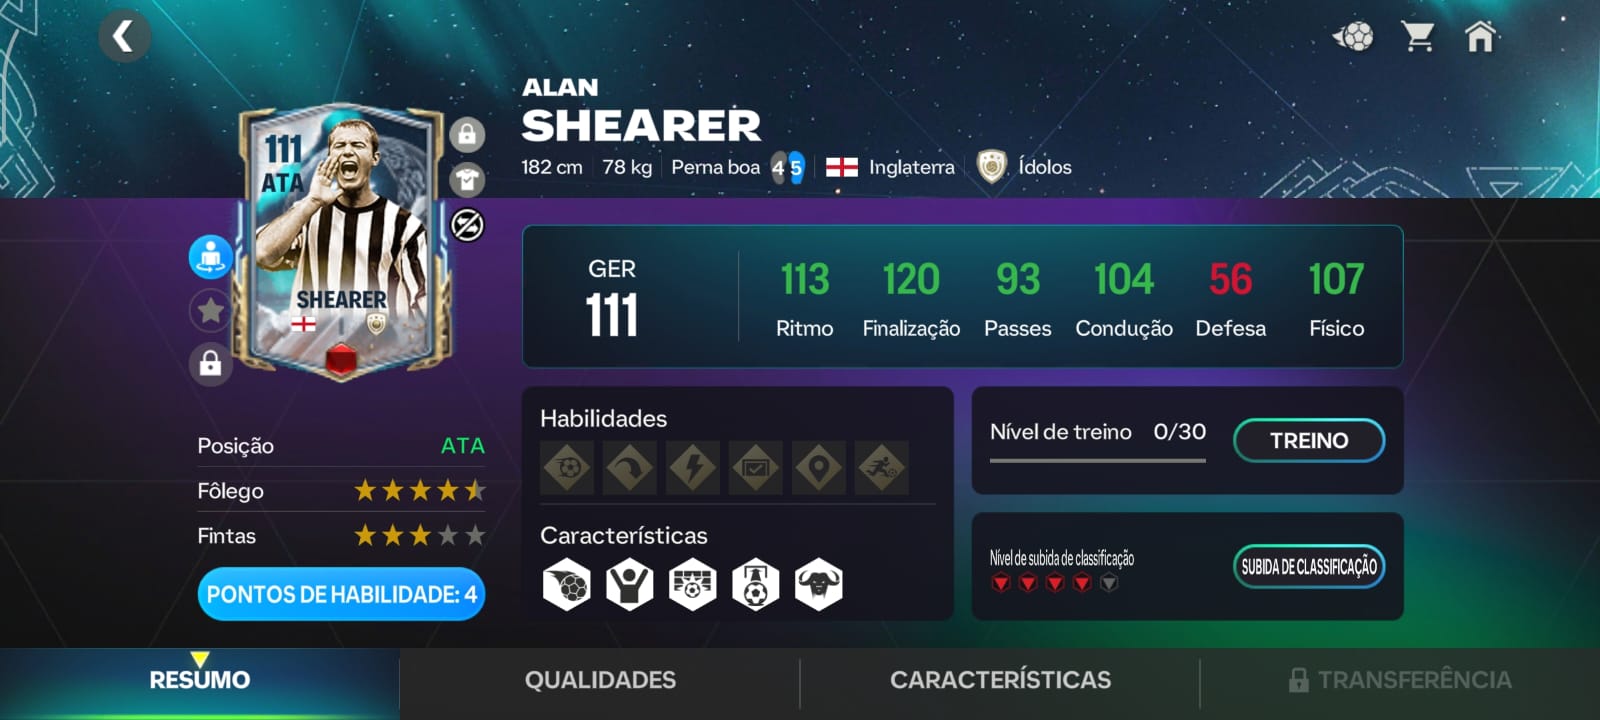 ALAN
SHEARER
182 cm 78 kg Perna boa 4 5 Inglaterra Ídolos
111
ATA
SHEARER
GER
111
113 120 93 104 56 107
Ritmo Finalização Passes Condução Defesa Físico
Posição ATA
Fôlego
Fintas
PONTOS DE HABILIDADE: 4
Habilidades
Características
Nível de treino 0/30 TREINO
Nível de subida de classificação SUBIDA DE CLASSIFICAÇÃO
RESUMO QUALIDADES CARACTERÍSTICAS TRANSFERÊNCIA